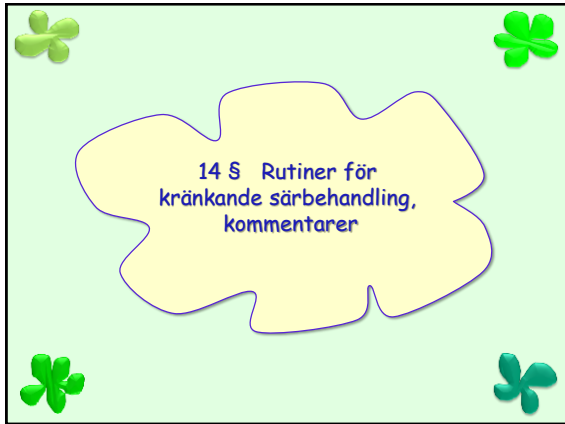 14 § Rutiner för
kränkande särbehandling,
kommentarer